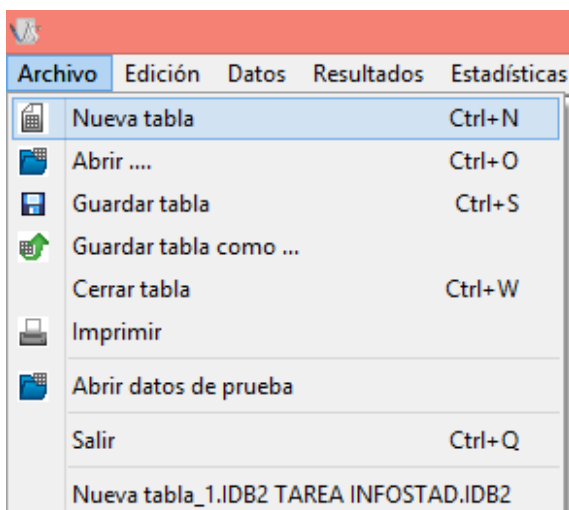 Archivo Edición Datos Resultados Estadísticas
Nueva tabla Ctrl+N
Abrir .... Ctrl+O
Guardar tabla Ctrl+S
Guardar tabla como ...
Cerrar tabla Ctrl+W
Imprimir
Abrir datos de prueba
Salir Ctrl+Q
Nueva tabla_1.IDB2 TAREA INFOSTAD.IDB2